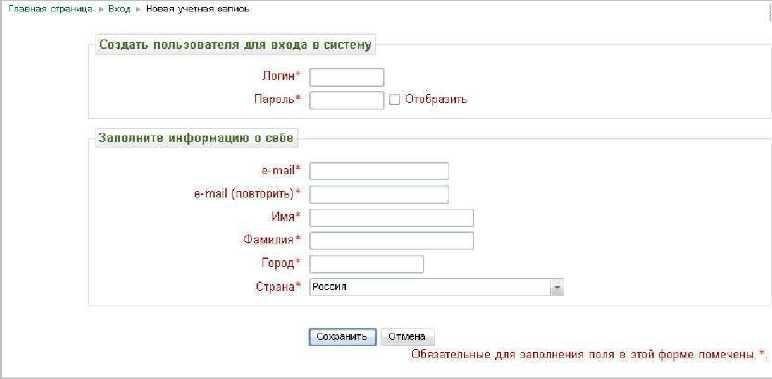 Главная страница ► Вход ► Новая учетная запись
Создать пользователя для входа в систему
Логин*
Пароль* Отобразить
Заполните информацию о себе
e-mail*
e-mail (повторить)*
Имя*
Фамилия*
Город*
Страна* Россия
Сохранить Отмена
Обязательные для заполнения поля в этой форме помечены *.